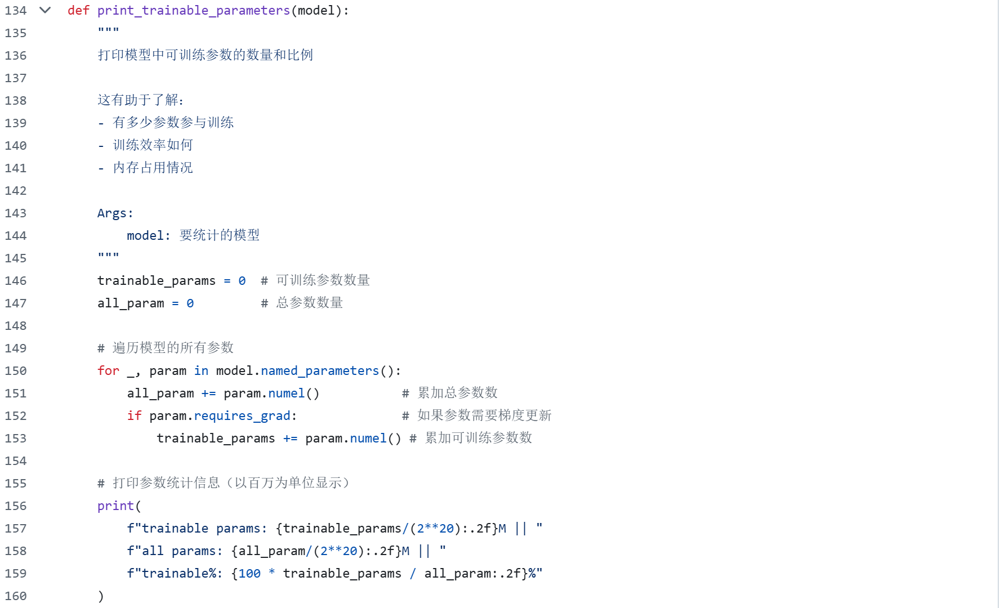 134 def print_trainable_parameters(model):
135     """
136     打印模型中可训练参数的数量和比例
137
138     这有助于了解：
139     - 有多少参数参与训练
140     - 训练效率如何
141     - 内存占用情况
142
143     Args:
144         model: 要统计的模型
145     """
146     trainable_params = 0  # 可训练参数数量
147     all_param = 0         # 总参数数量
148
149     # 遍历模型的所有参数
150     for _, param in model.named_parameters():
151         all_param += param.numel()           # 累加总参数数
152         if param.requires_grad:              # 如果参数需要梯度更新
153             trainable_params += param.numel() # 累加可训练参数数
154
155     # 打印参数统计信息（以百万为单位显示）
156     print(
157         f"trainable params: {trainable_params/(2**20):.2f}M || "
158         f"all params: {all_param/(2**20):.2f}M || "
159         f"trainable%: {100 * trainable_params / all_param:.2f}%"
160     )